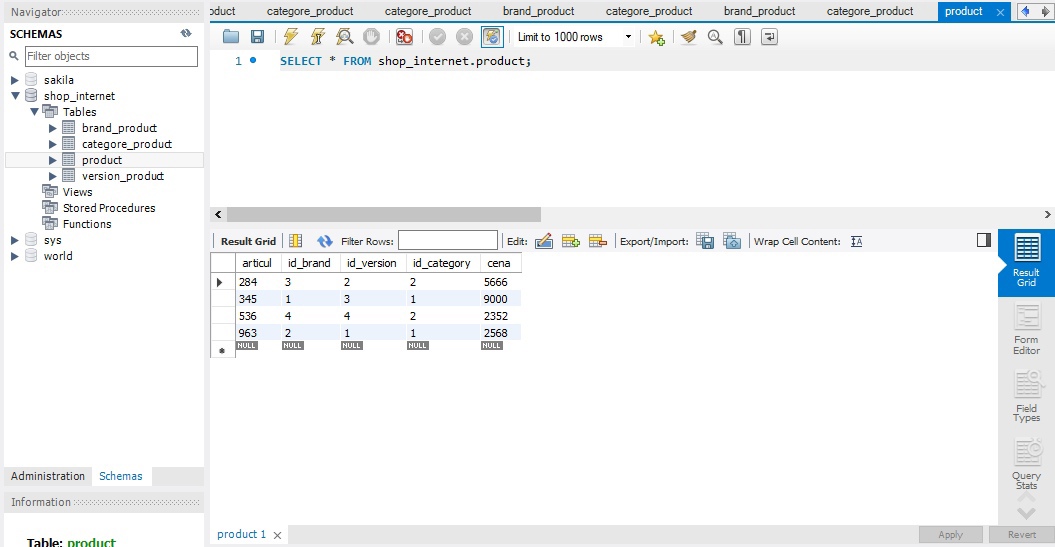 Navigator
SCHEMAS
Filter objects
sakila
shop_internet
Tables
brand_product
categore_product
product
version_product
Views
Stored Procedures
Functions
sys
world
Administration Schemas
Information
Table: product
oduct categore_product categore_product brand_product categore_product brand_product categore_product product
Limit to 1000 rows
1 SELECT * FROM shop_internet.product;
Result Grid Filter Rows: Edit: Export/Import: Wrap Cell Content:
articul id_brand id_version id_category cena
284 3 2 2 5666
345 1 3 1 9000
536 4 4 2 2352
963 2 1 1 2568
NULL NULL NULL NULL NULL
Result
Grid
Form
Editor
Field
Types
Query
Stats
product 1
Apply Revert